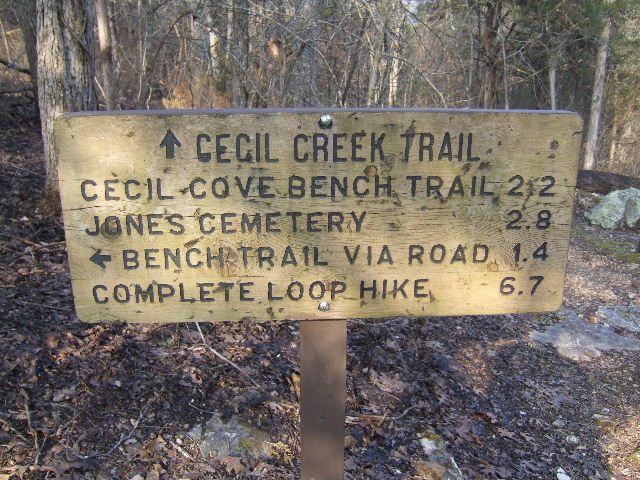 ↑ CECIL CREEK TRAIL
CECIL COVE BENCH TRAIL 2.2
JONES CEMETERY 2.8
← BENCH TRAIL VIA ROAD 1.4
COMPLETE LOOP HIKE 6.7